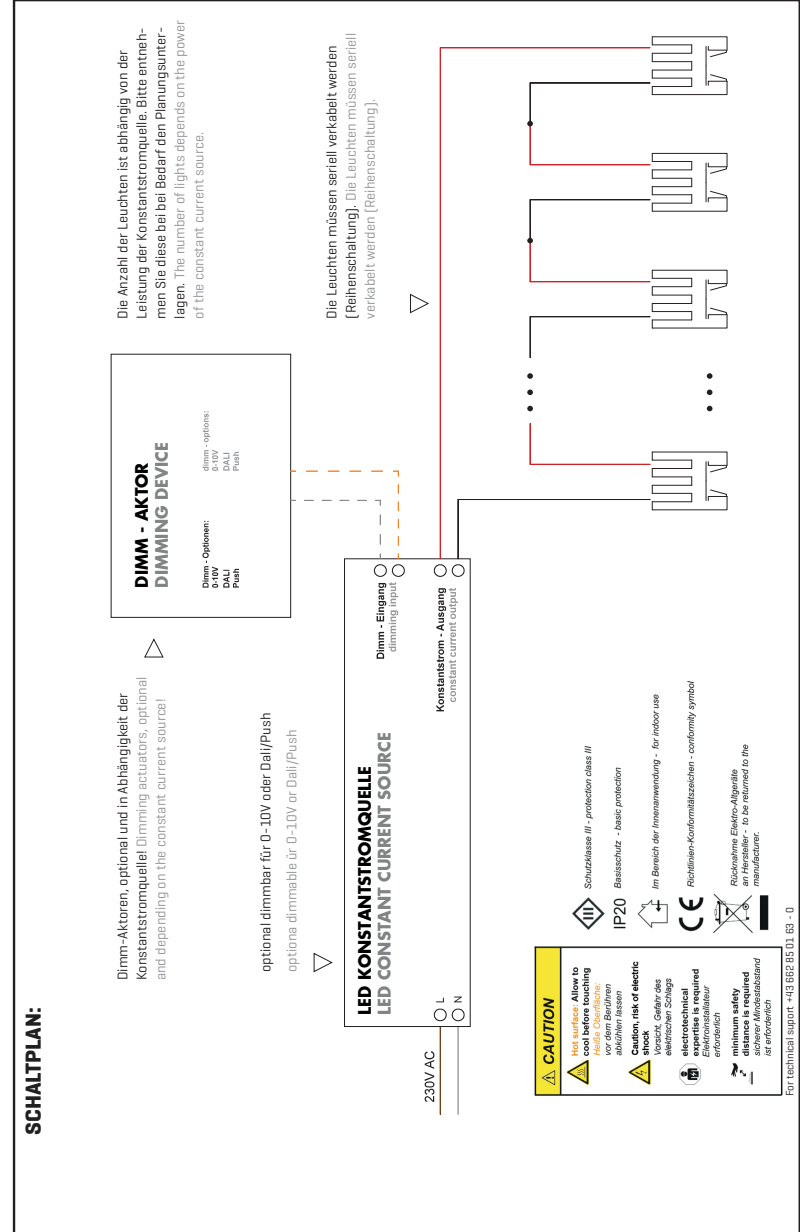 SCHALTPLAN:
Dimm-Aktoren, optional und in Abhängigkeit der
Konstantstromquelle! Dimming actuators, optional
and depending on the constant current source!
DIMM - AKTOR
DIMMING DEVICE
Dimm - Optionen:
0-10V
DALI
Push
dimm - options:
0-10V
DALI
Push
Die Anzahl der Leuchten ist abhängig von der
Leistung der Konstantstromquelle. Bitte entneh-
men Sie diese bei bei Bedarf den Planungsunter-
lagen. The number of lights depends on the power
of the constant current source.
optional dimmbar für 0-10V oder Dali/Push
optiona dimmable ür 0-10V or Dali/Push
Die Leuchten müssen seriell verkabelt werden
(Reihenschaltung). Die Leuchten müssen seriell
verkabelt werden (Reihenschaltung).
230V AC
L
N
LED KONSTANTSTROMQUELLE
LED CONSTANT CURRENT SOURCE
Dimm - Eingang
dimming input
Konstantstrom - Ausgang
constant current output
CAUTION
Hot surface: Allow to
cool before touching
Heiße Oberfläche:
vor dem Berühren
abkühlen lassen
Caution, risk of electric
shock
Vorsicht, Gefahr des
elektrischen Schlags
electrotechnical
expertise is required
Elektroinstallateur
erforderlich
minimum safety
distance is required
sicherer Mindestabstand
ist erforderlich
III Schutzklasse III - protection class III
IP20 Basisschutz - basic protection
Im Bereich der Innenanwendung - for indoor use
CE Richtlinien-Konformitätszeichen - conformity symbol
Rücknahme Elektro-Altgeräte
an Hersteller - to be returned to the
manufacturer.
For technical suport +43 662 85 01 63 - 0